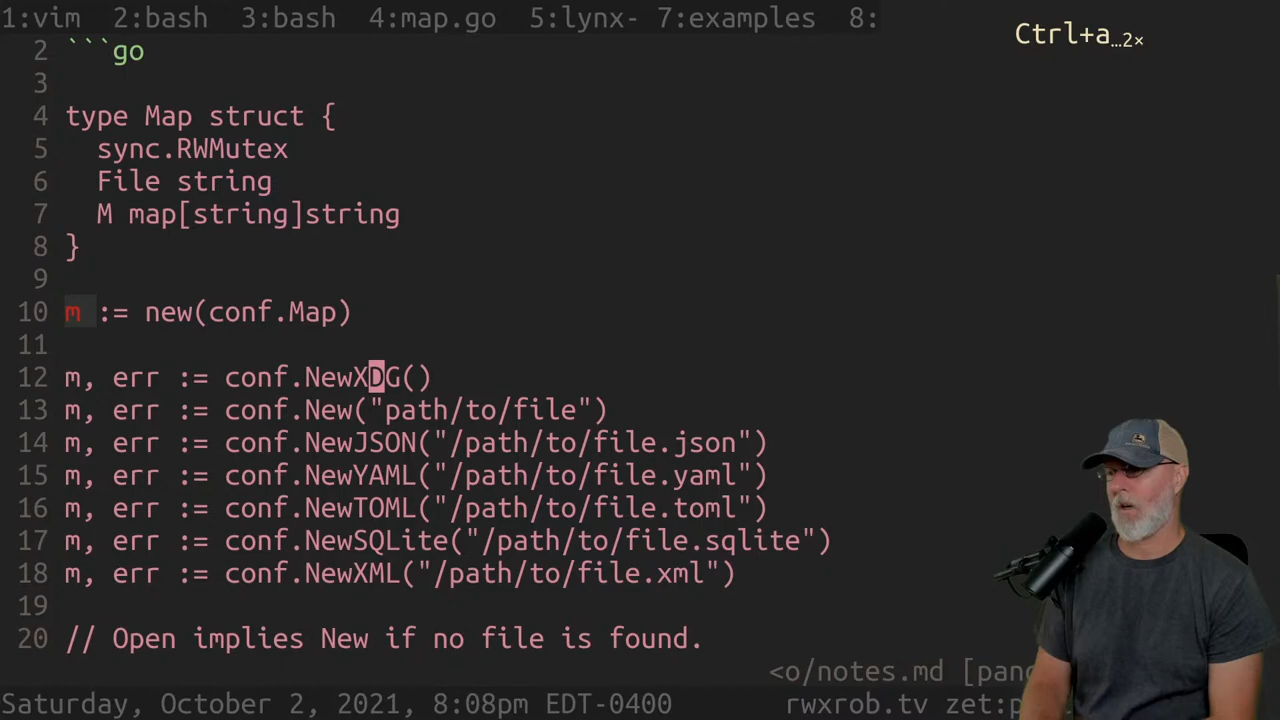 1:vim 2:bash 3:bash 4:map.go 5:lynx- 7:examples 8:
Ctrl+a…2×
2 ```go
3
4 type Map struct {
5 sync.RWMutex
6 File string
7 M map[string]string
8 }
9
10 m := new(conf.Map)
11
12 m, err := conf.NewXDG()
13 m, err := conf.New("path/to/file")
14 m, err := conf.NewJSON("/path/to/file.json")
15 m, err := conf.NewYAML("/path/to/file.yaml")
16 m, err := conf.NewTOML("/path/to/file.toml")
17 m, err := conf.NewSQLite("/path/to/file.sqlite")
18 m, err := conf.NewXML("/path/to/file.xml")
19
20 // Open implies New if no file is found.
<o/notes.md [pan
Saturday, October 2, 2021, 8:08pm EDT-0400 rwxrob.tv zet:p